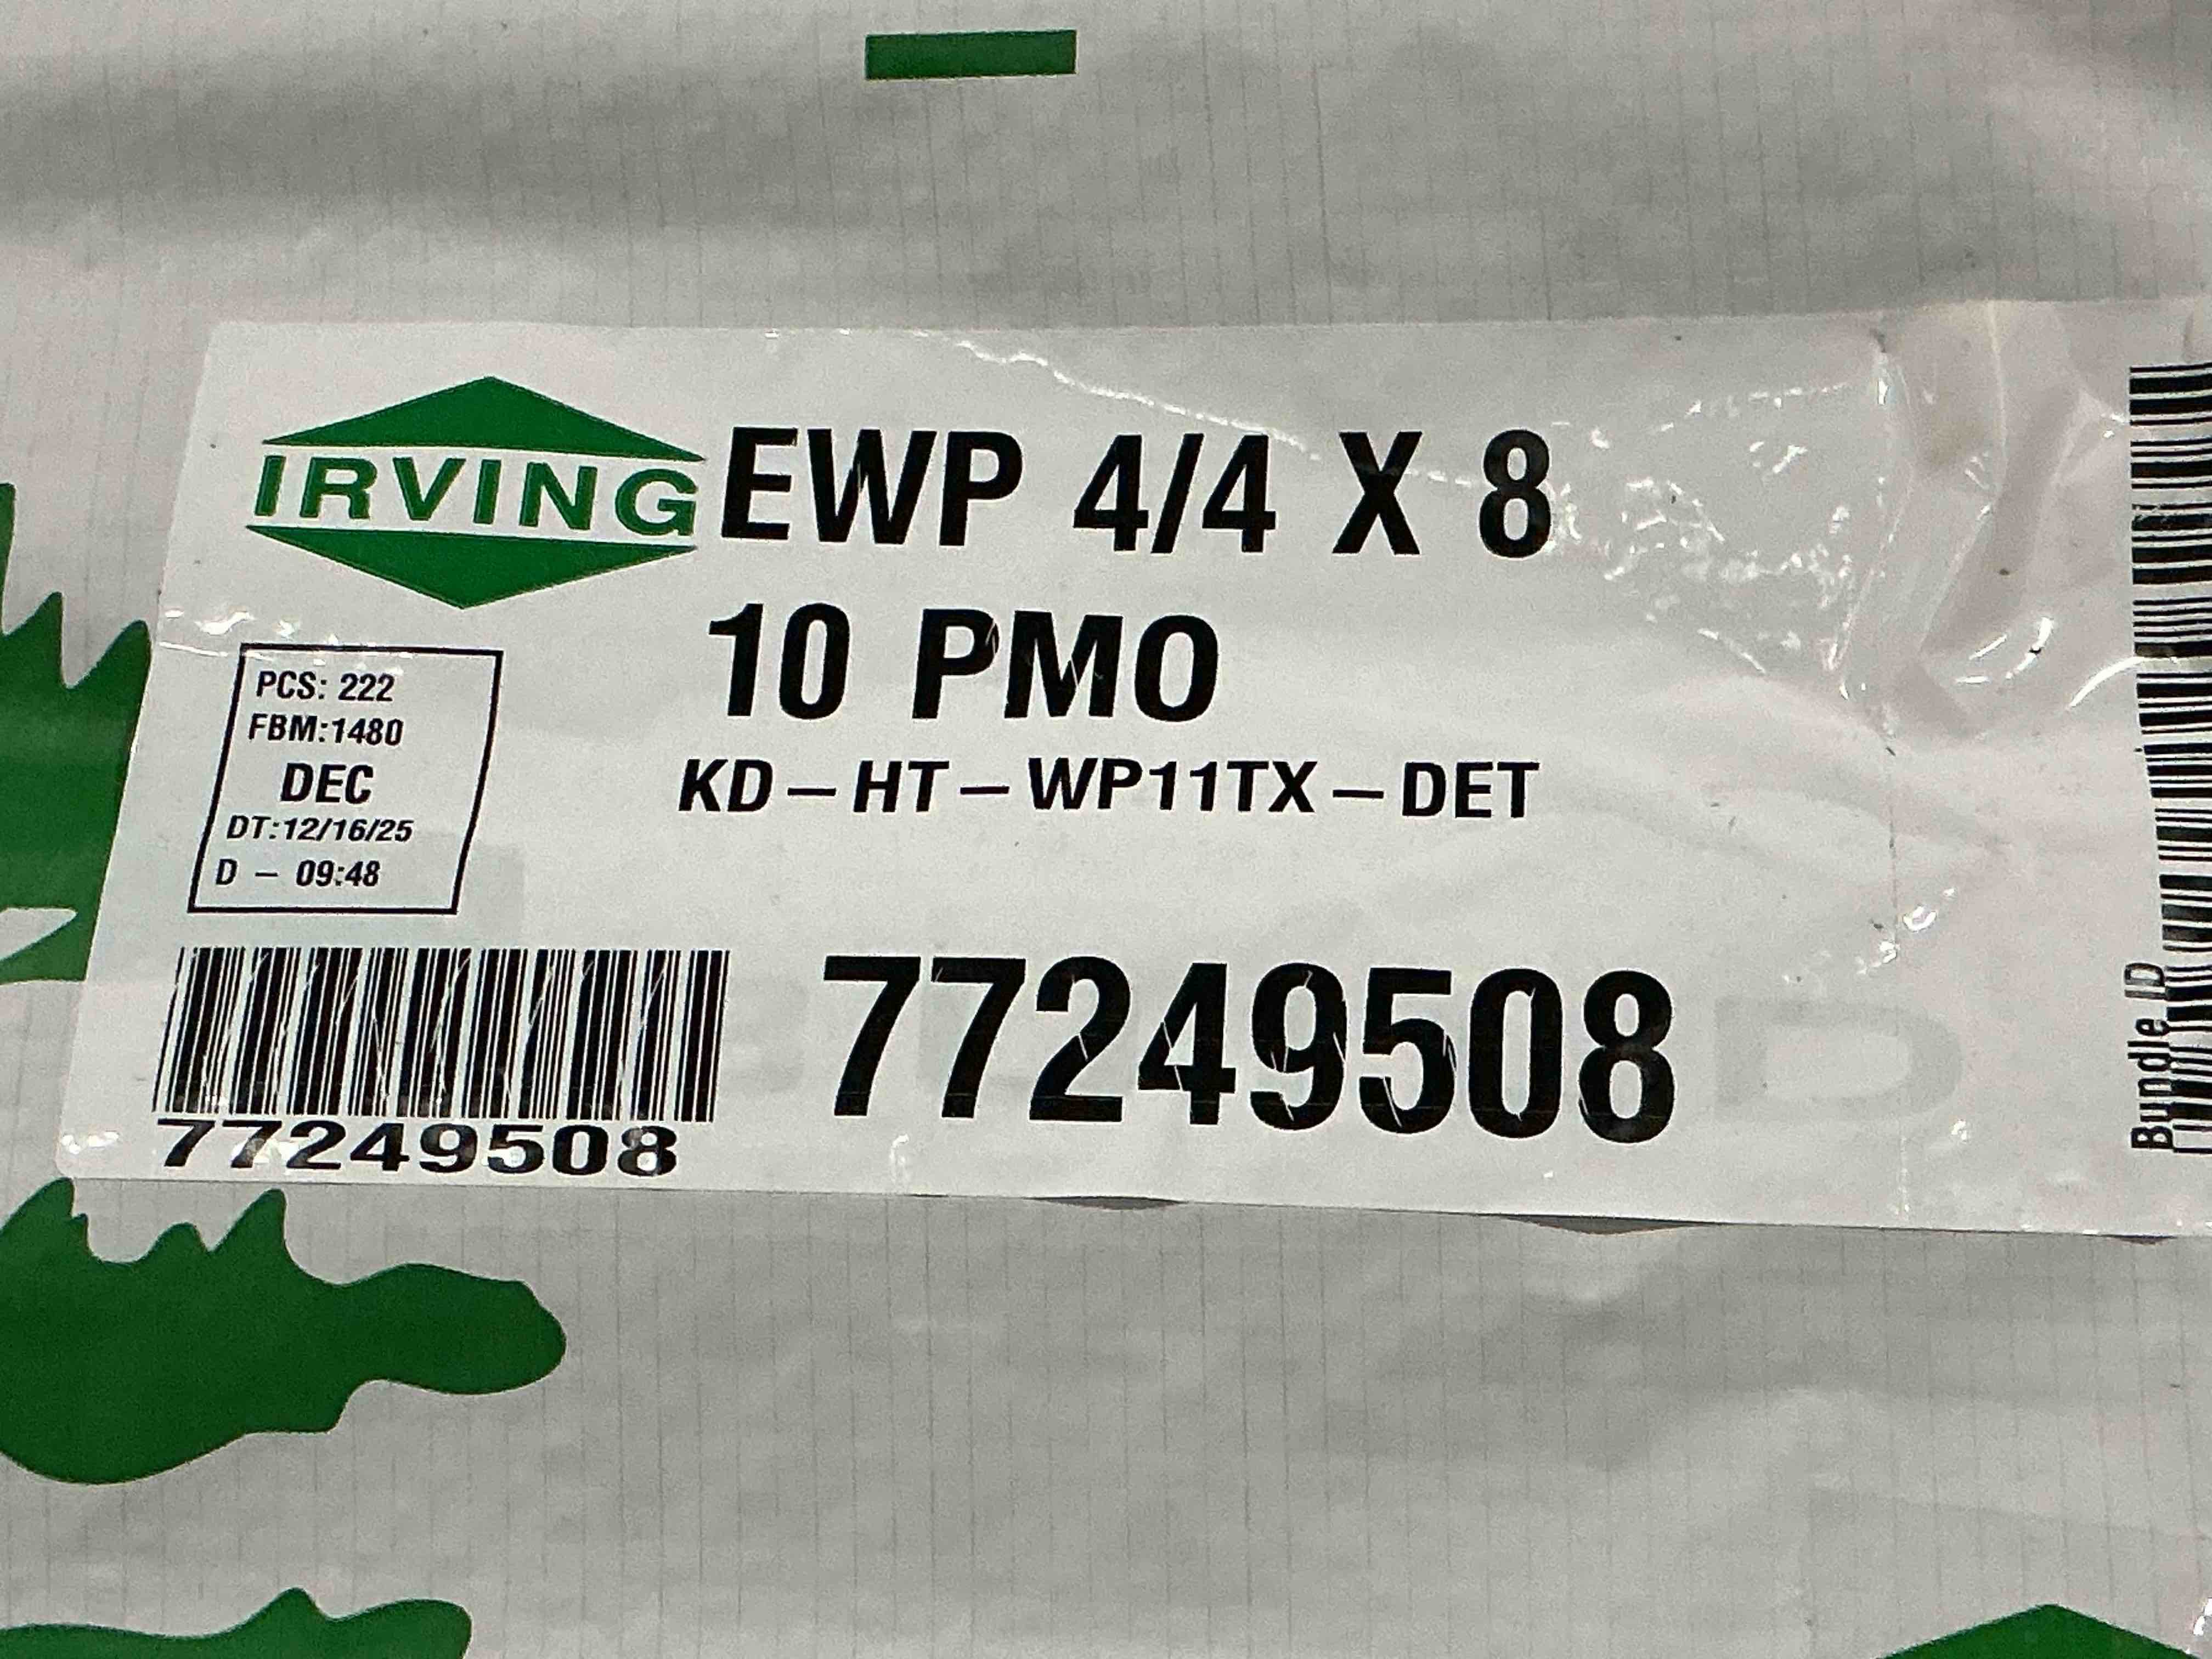 IRVING
EWP 4/4 X 8
10 PMO
KD-HT-WP11TX-DET
PCS: 222
FBM:1480
DEC
DT:12/16/25
D - 09:48
77249508
77249508
Bundle ID